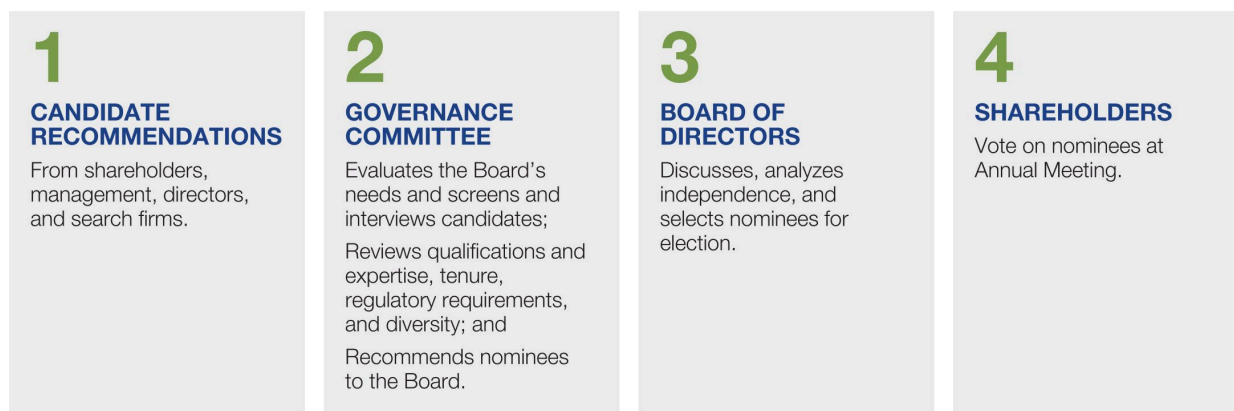 1
CANDIDATE
RECOMMENDATIONS
From shareholders,
management, directors,
and search firms.
2
GOVERNANCE
COMMITTEE
Evaluates the Board’s
needs and screens and
interviews candidates;
Reviews qualifications and
expertise, tenure,
regulatory requirements,
and diversity; and
Recommends nominees
to the Board.
3
BOARD OF
DIRECTORS
Discusses, analyzes
independence, and
selects nominees for
election.
4
SHAREHOLDERS
Vote on nominees at
Annual Meeting.